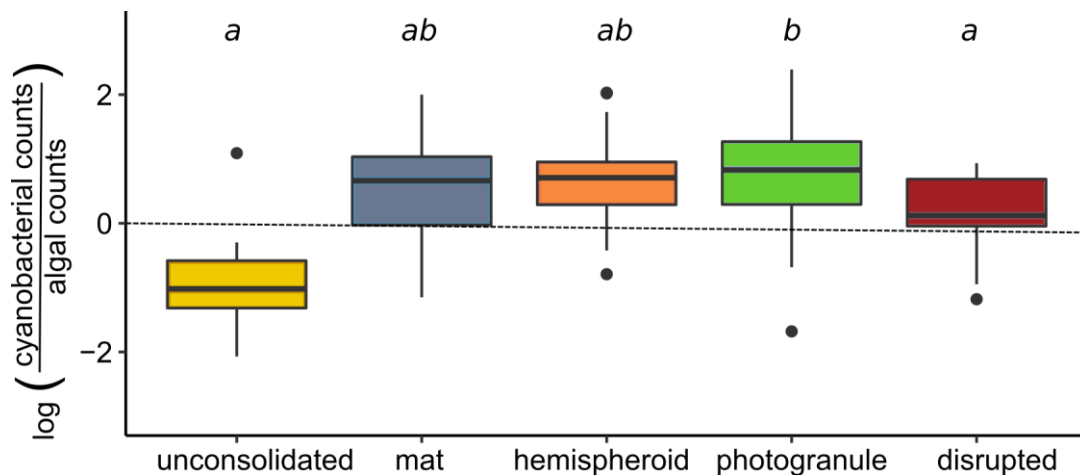 a ab ab b a
log ( cyanobacterial counts
algal counts )
2
0
−2
unconsolidated mat hemispheroid photogranule disrupted